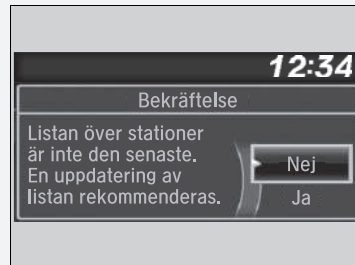 12:34
Bekräftelse
Listan över stationer
är inte den senaste.
En uppdatering av
listan rekommenderas.
Nej
Ja